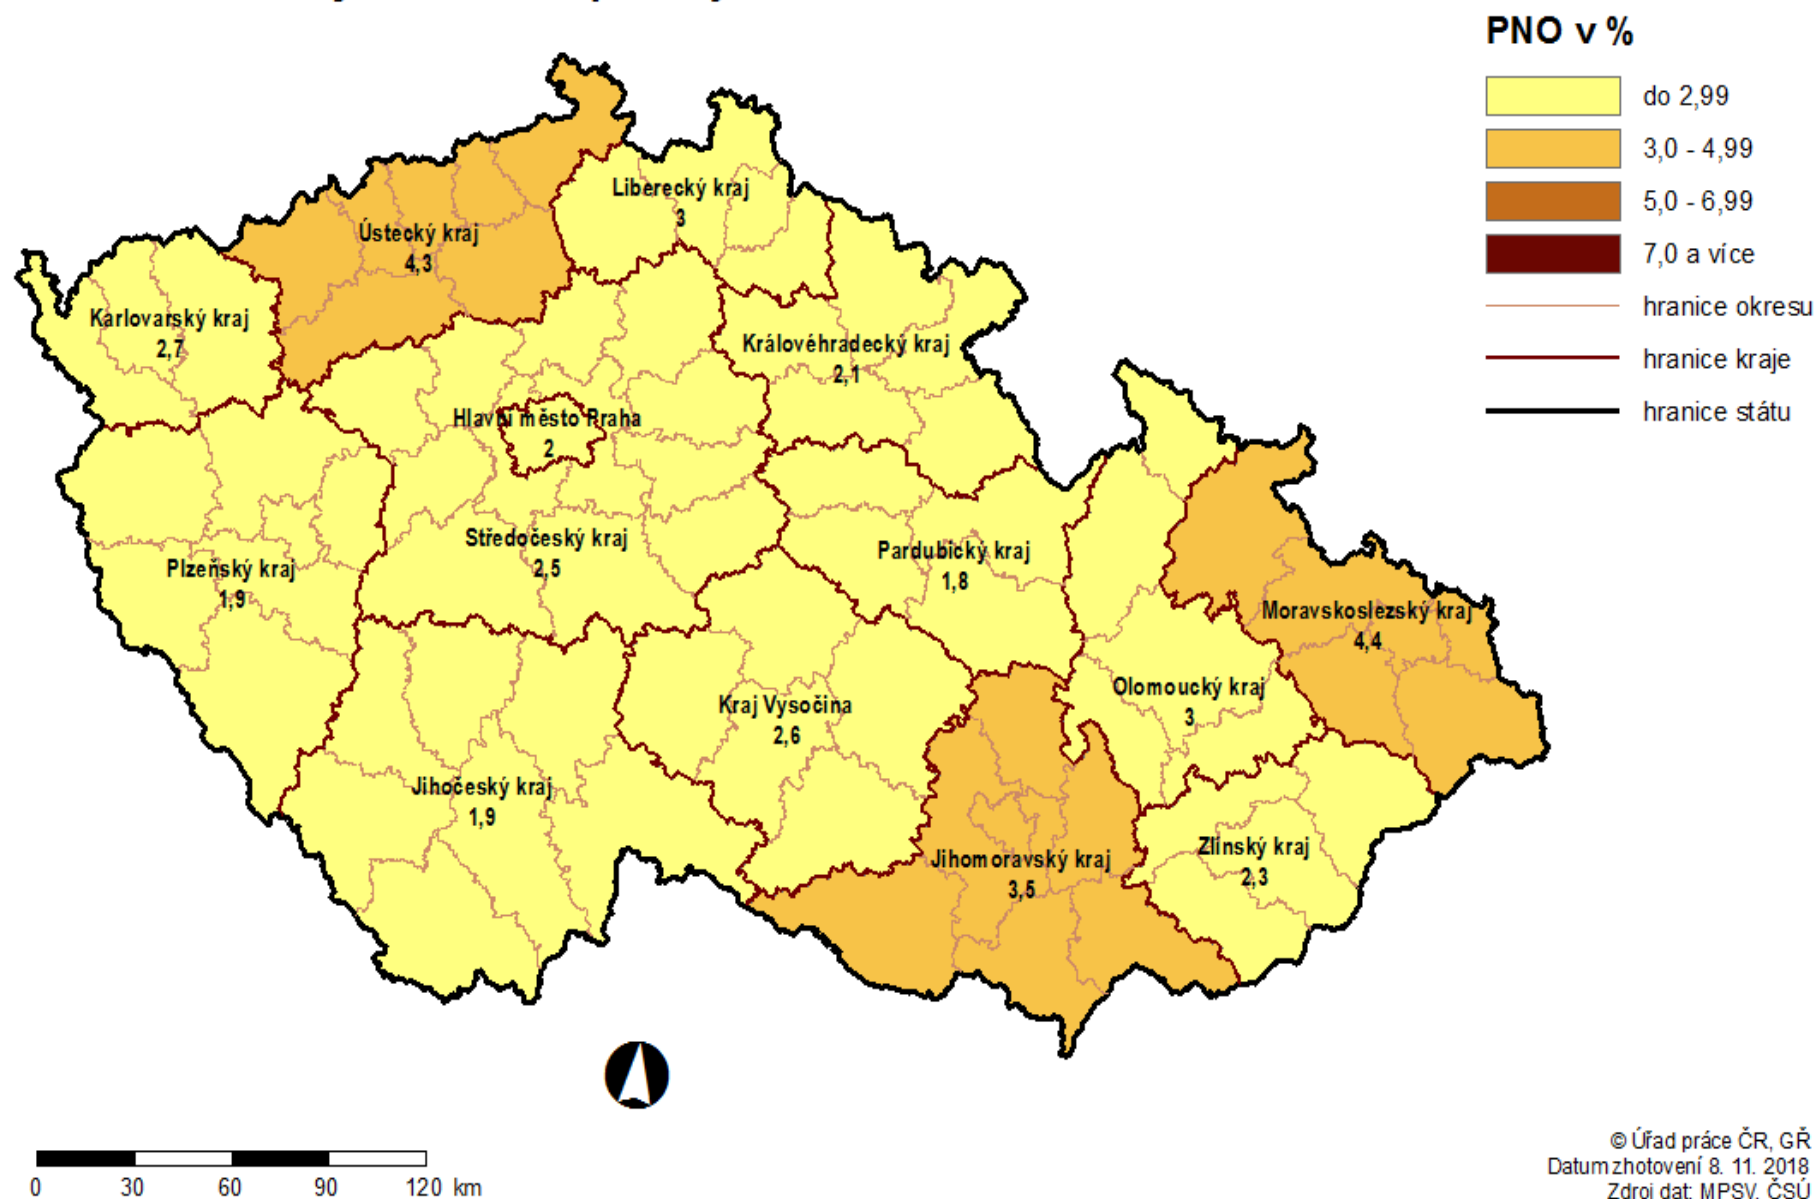 PNO v %
do 2,99
3,0 - 4,99
5,0 - 6,99
7,0 a více
hranice okresu
hranice kraje
hranice státu
Liberecký kraj
3
Ústecký kraj
4,3
Karlovarský kraj
2,7
Královéhradecký kraj
2,1
Hlavní město Praha
2
Středočeský kraj
2,5
Plzeňský kraj
1,9
Pardubický kraj
1,8
Moravskoslezský kraj
4,4
Olomoucký kraj
3
Kraj Vysočina
2,6
Jihočeský kraj
1,9
Jihomoravský kraj
3,5
Zlínský kraj
2,3
0 30 60 90 120 km
© Úřad práce ČR, GŘ
Datum zhotovení 8. 11. 2018
Zdroj dat: MPSV, ČSÚ